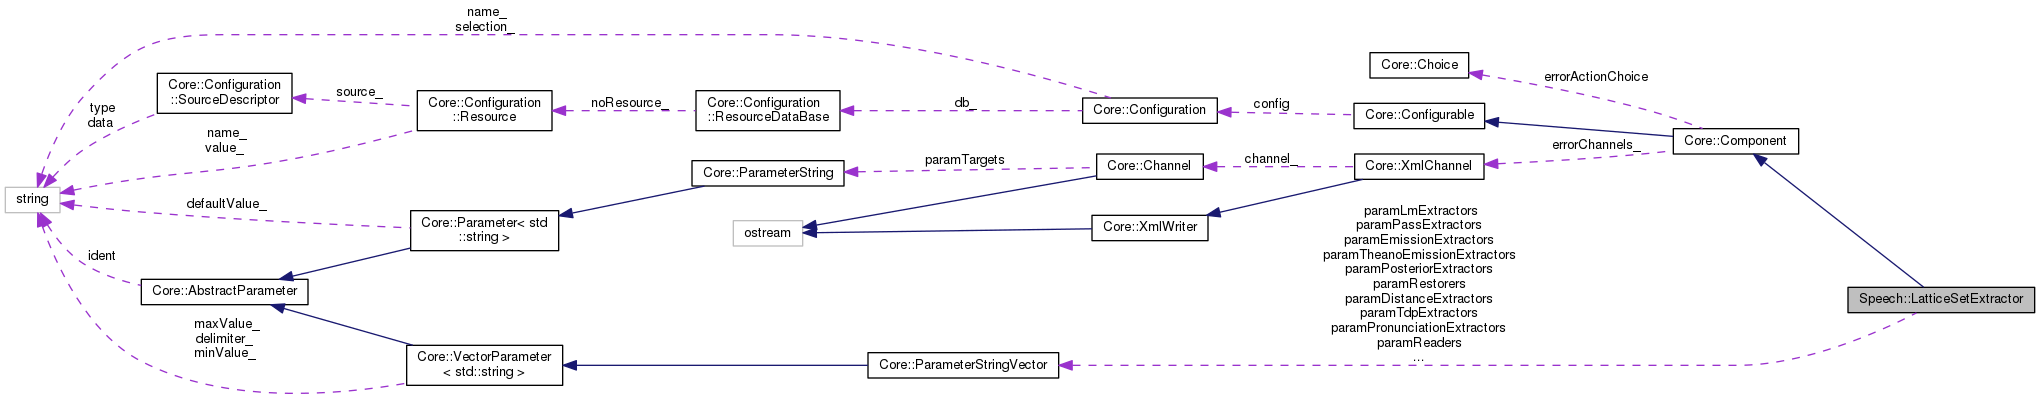 name_
selection_
Core::Choice
errorActionChoice
Core::Configuration
::SourceDescriptor
source_
type
data
Core::Configuration
::Resource
noResource_
Core::Configuration
::ResourceDataBase
db_
Core::Configuration
config
Core::Configurable
name_
value_
Core::Component
errorChannels_
Core::ParameterString
paramTargets
Core::Channel
channel_
Core::XmlChannel
string
defaultValue_
Core::Parameter< std
::string >
ostream
Core::XmlWriter
paramLmExtractors
paramPassExtractors
paramEmissionExtractors
paramTheanoEmissionExtractors
paramPosteriorExtractors
paramRestorers
paramDistanceExtractors
paramTdpExtractors
paramPronunciationExtractors
paramReaders
...
ident
Core::AbstractParameter
Speech::LatticeSetExtractor
maxValue_
delimiter_
minValue_
Core::VectorParameter
< std::string >
Core::ParameterStringVector